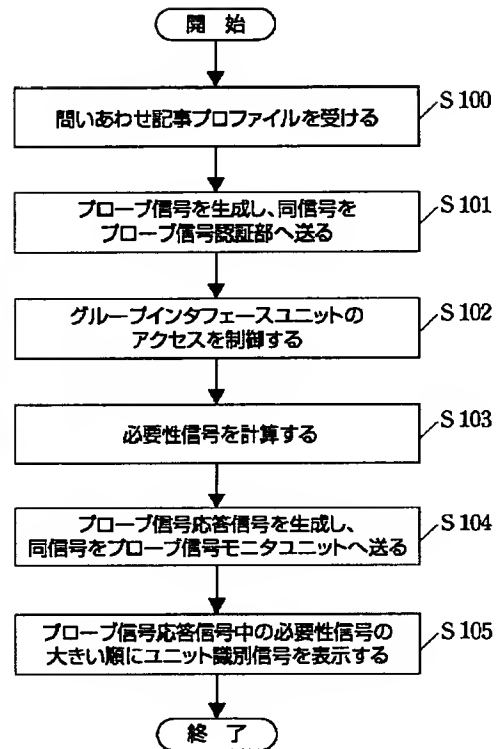 開 始
問いあわせ記事プロファイルを受ける
S 100
プローブ信号を生成し、同信号を
プローブ信号認証部へ送る
S 101
グループインタフェースユニットの
アクセスを制御する
S 102
必要性信号を計算する
S 103
プローブ信号応答信号を生成し、
同信号をプローブ信号モニタユニットへ送る
S 104
プローブ信号応答信号中の必要性信号の
大きい順にユニット識別信号を表示する
S 105
終 了